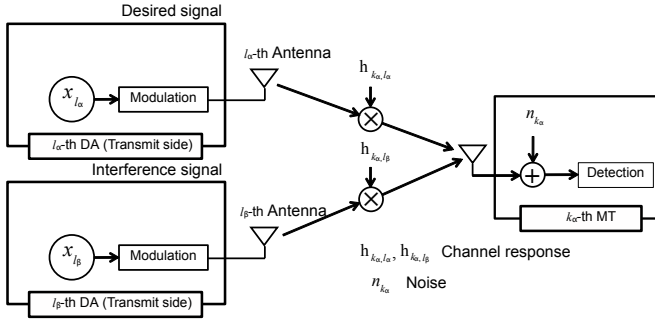 Desired signal
x_{l_α}
Modulation
l_α-th Antenna
l_α-th DA (Transmit side)
h_{k_α,l_α}
Interference signal
x_{l_β}
Modulation
l_β-th Antenna
l_β-th DA (Transmit side)
h_{k_α,l_β}
n_{k_α}
Detection
k_α-th MT
h_{k_α,l_α}, h_{k_α,l_β} Channel response
n_{k_α} Noise